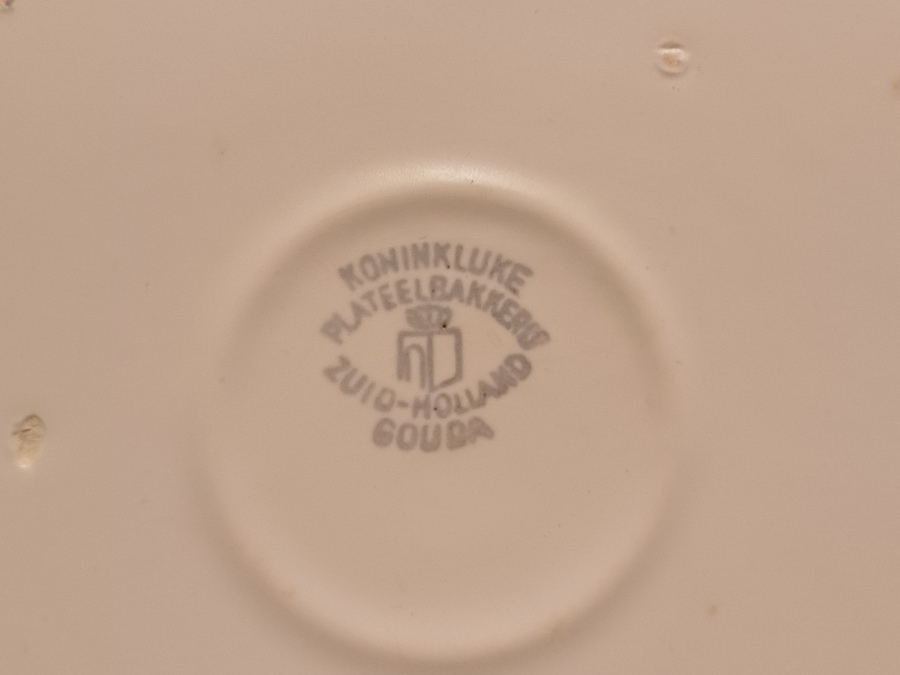 KONINKLIJKE
PLATEELBAKKERIJ
ZUID-HOLLAND
GOUDA